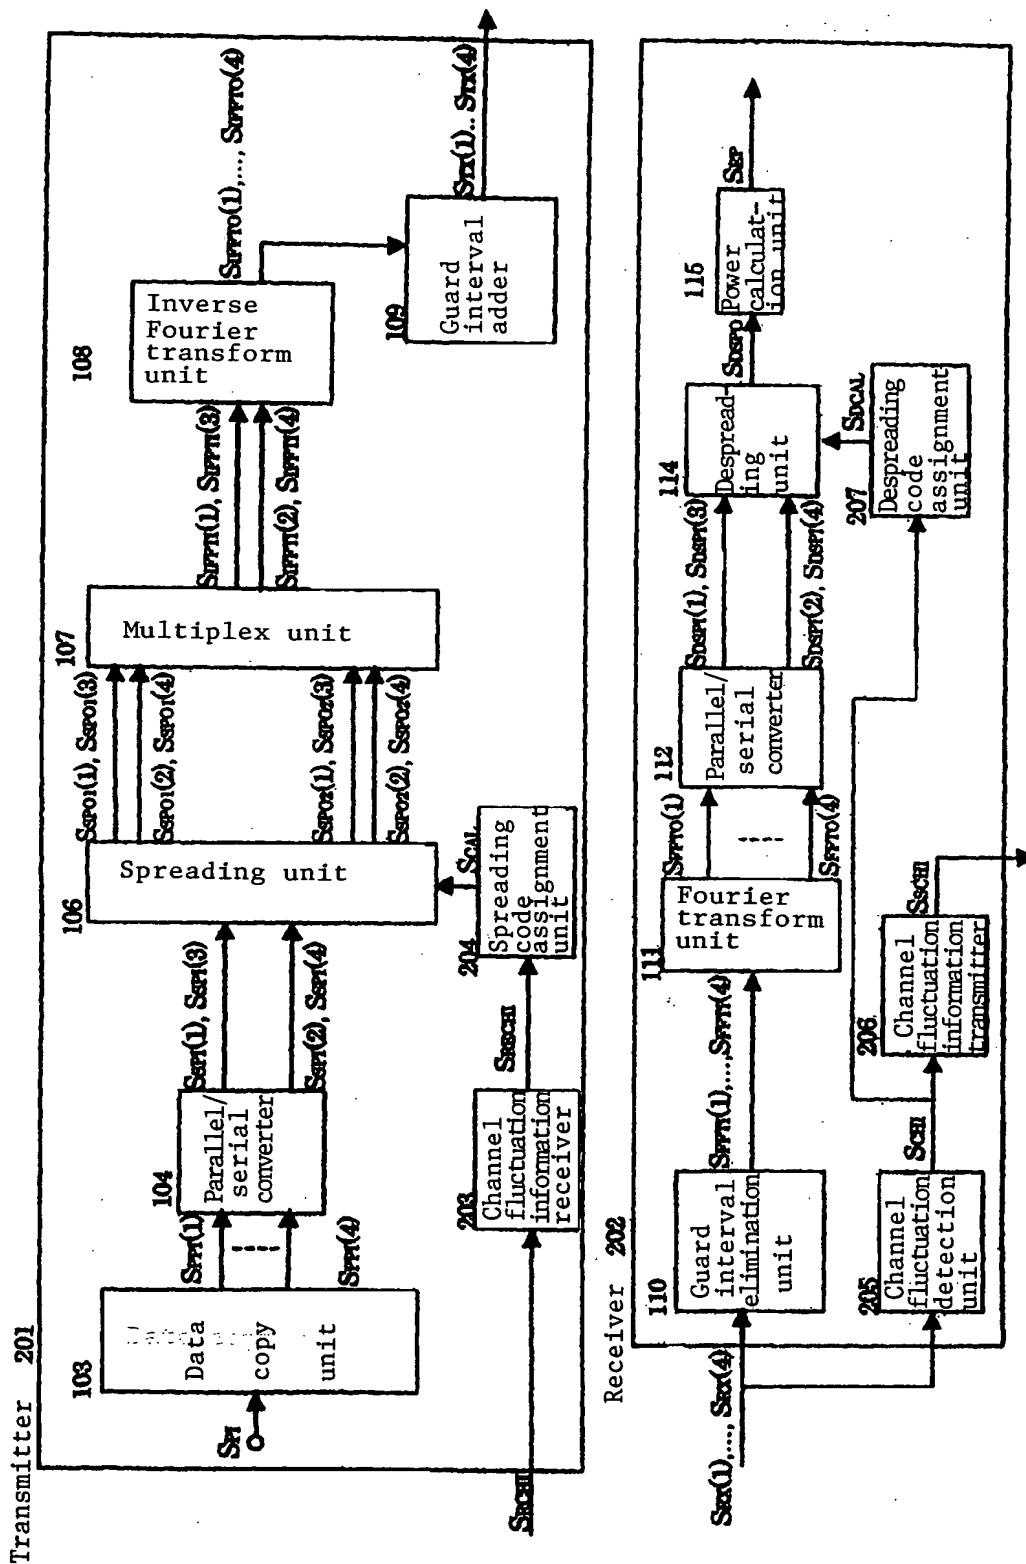 Transmitter 201
SPI
103
Data
copy
unit
SPPI(1)
SPPI(4)
104
Parallel/
serial
converter
SSPI(1), SSPI(3)
SSPI(2), SSPI(4)
106
Spreading unit
SSPO1(1), SSPO1(3)
SSPO1(2), SSPO1(4)
SSPO2(1), SSPO2(3)
SSPO2(2), SSPO2(4)
107
Multiplex unit
SIFFTI(1), SIFFTI(3)
SIFFTI(2), SIFFTI(4)
108
Inverse
Fourier
transform
unit
SIFFTO(1),..., SIFFTO(4)
109
Guard
interval
adder
STX(1).. STX(4)
SRCHI
203
Channel
fluctuation
information
receiver
SRECHI
204
Spreading
code
assignment
unit
SCAL
Receiver 202
SRX(1),..., SRX(4)
110
Guard
interval
elimination
unit
SFFTI(1),...,SFFTI(4)
111
Fourier
transform
unit
SFFTO(1)
SFFTO(4)
112
Parallel/
serial
converter
SDSPI(1), SDSPI(3)
SDSPI(2), SDSPI(4)
114
Despread-
ing
unit
SDSPO
115
Power
calculat-
ion unit
SEP
205
Channel
fluctuation
detection
unit
SCHI
206
Channel
fluctuation
information
transmitter
SSCHI
207
Despreading
code
assignment
unit
SDCAL